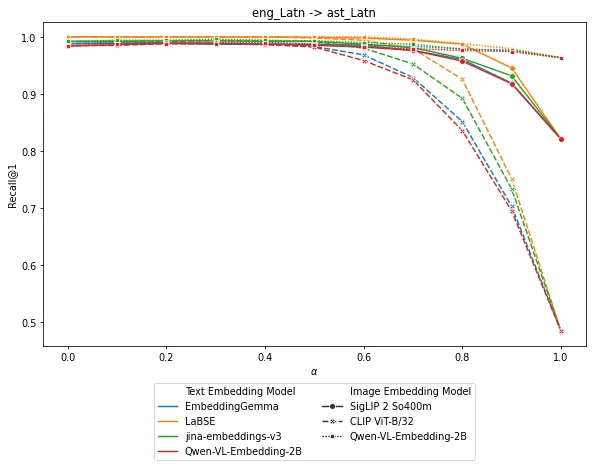 eng_Latn -> ast_Latn
Recall@1
1.0
0.9
0.8
0.7
0.6
0.5
0.0 0.2 0.4 0.6 0.8 1.0
α
Text Embedding Model Image Embedding Model
EmbeddingGemma SigLIP 2 So400m
LaBSE CLIP ViT-B/32
jina-embeddings-v3 Qwen-VL-Embedding-2B
Qwen-VL-Embedding-2B